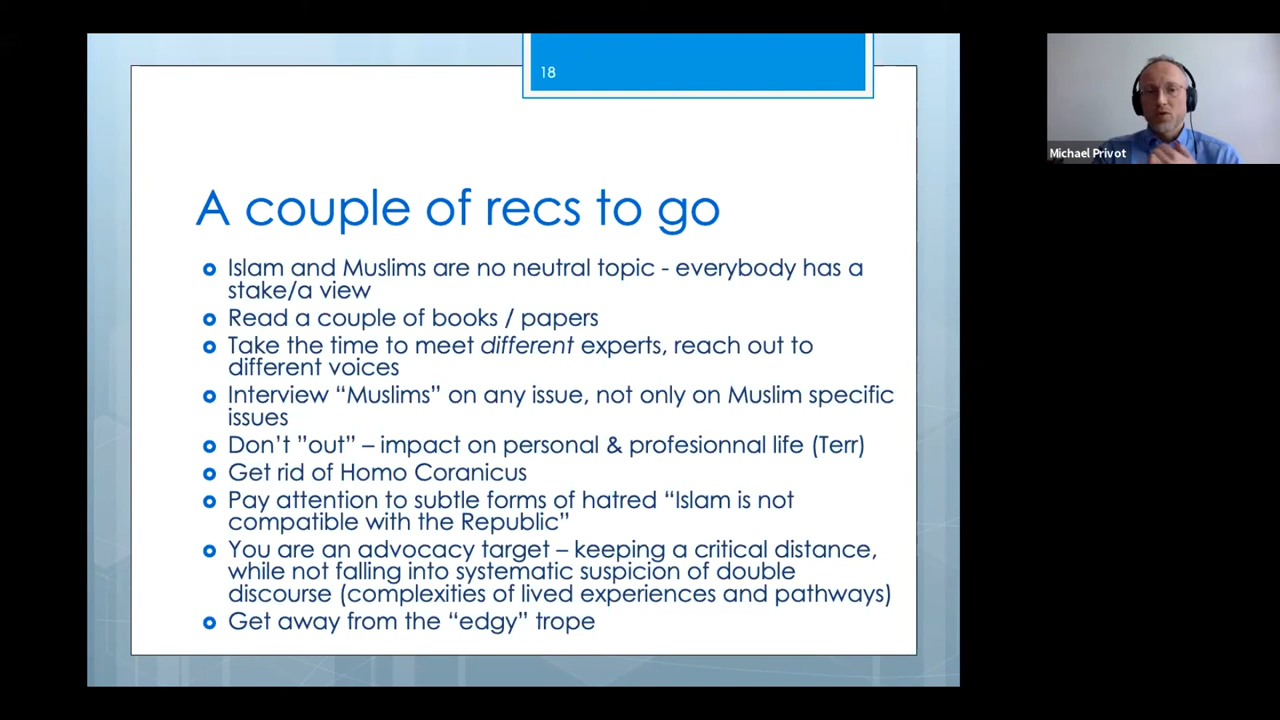 18
Michael Privot
A couple of recs to go
Islam and Muslims are no neutral topic - everybody has a
stake/a view
Read a couple of books / papers
Take the time to meet different experts, reach out to
different voices
Interview “Muslims” on any issue, not only on Muslim specific
issues
Don’t ”out” – impact on personal & profesionnal life (Terr)
Get rid of Homo Coranicus
Pay attention to subtle forms of hatred “Islam is not
compatible with the Republic”
You are an advocacy target – keeping a critical distance,
while not falling into systematic suspicion of double
discourse (complexities of lived experiences and pathways)
Get away from the “edgy” trope